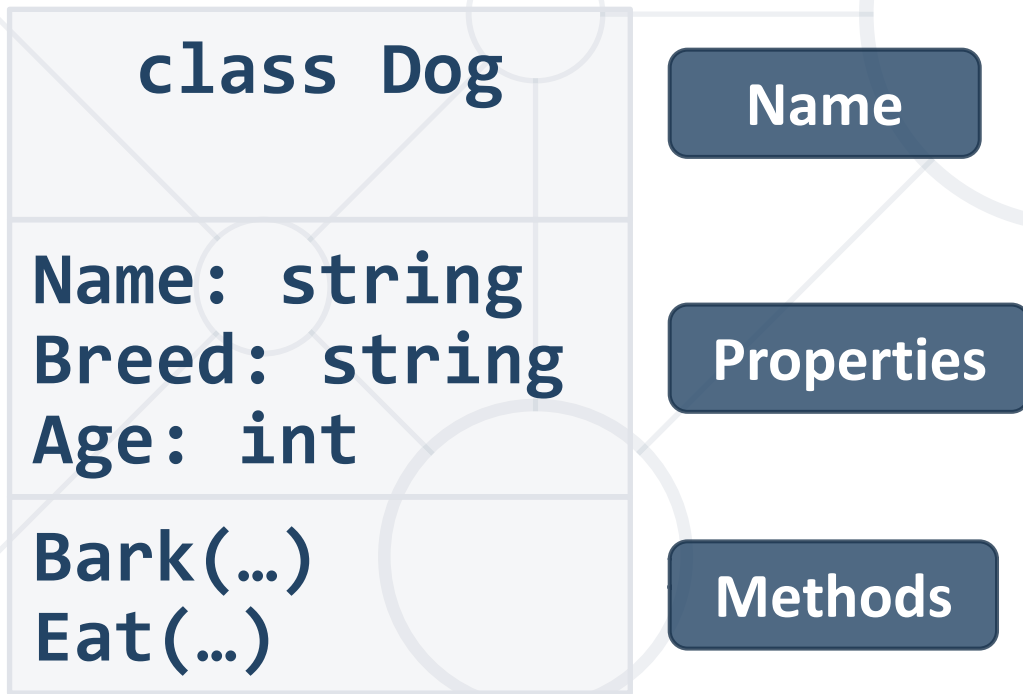 class Dog
Name
Name: string
Breed: string
Age: int
Properties
Bark(…)
Eat(…)
Methods